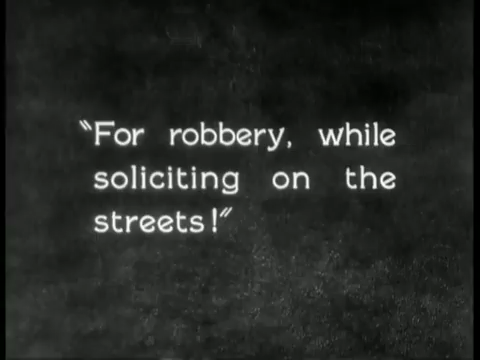 "For robbery, while
soliciting on the
streets!"